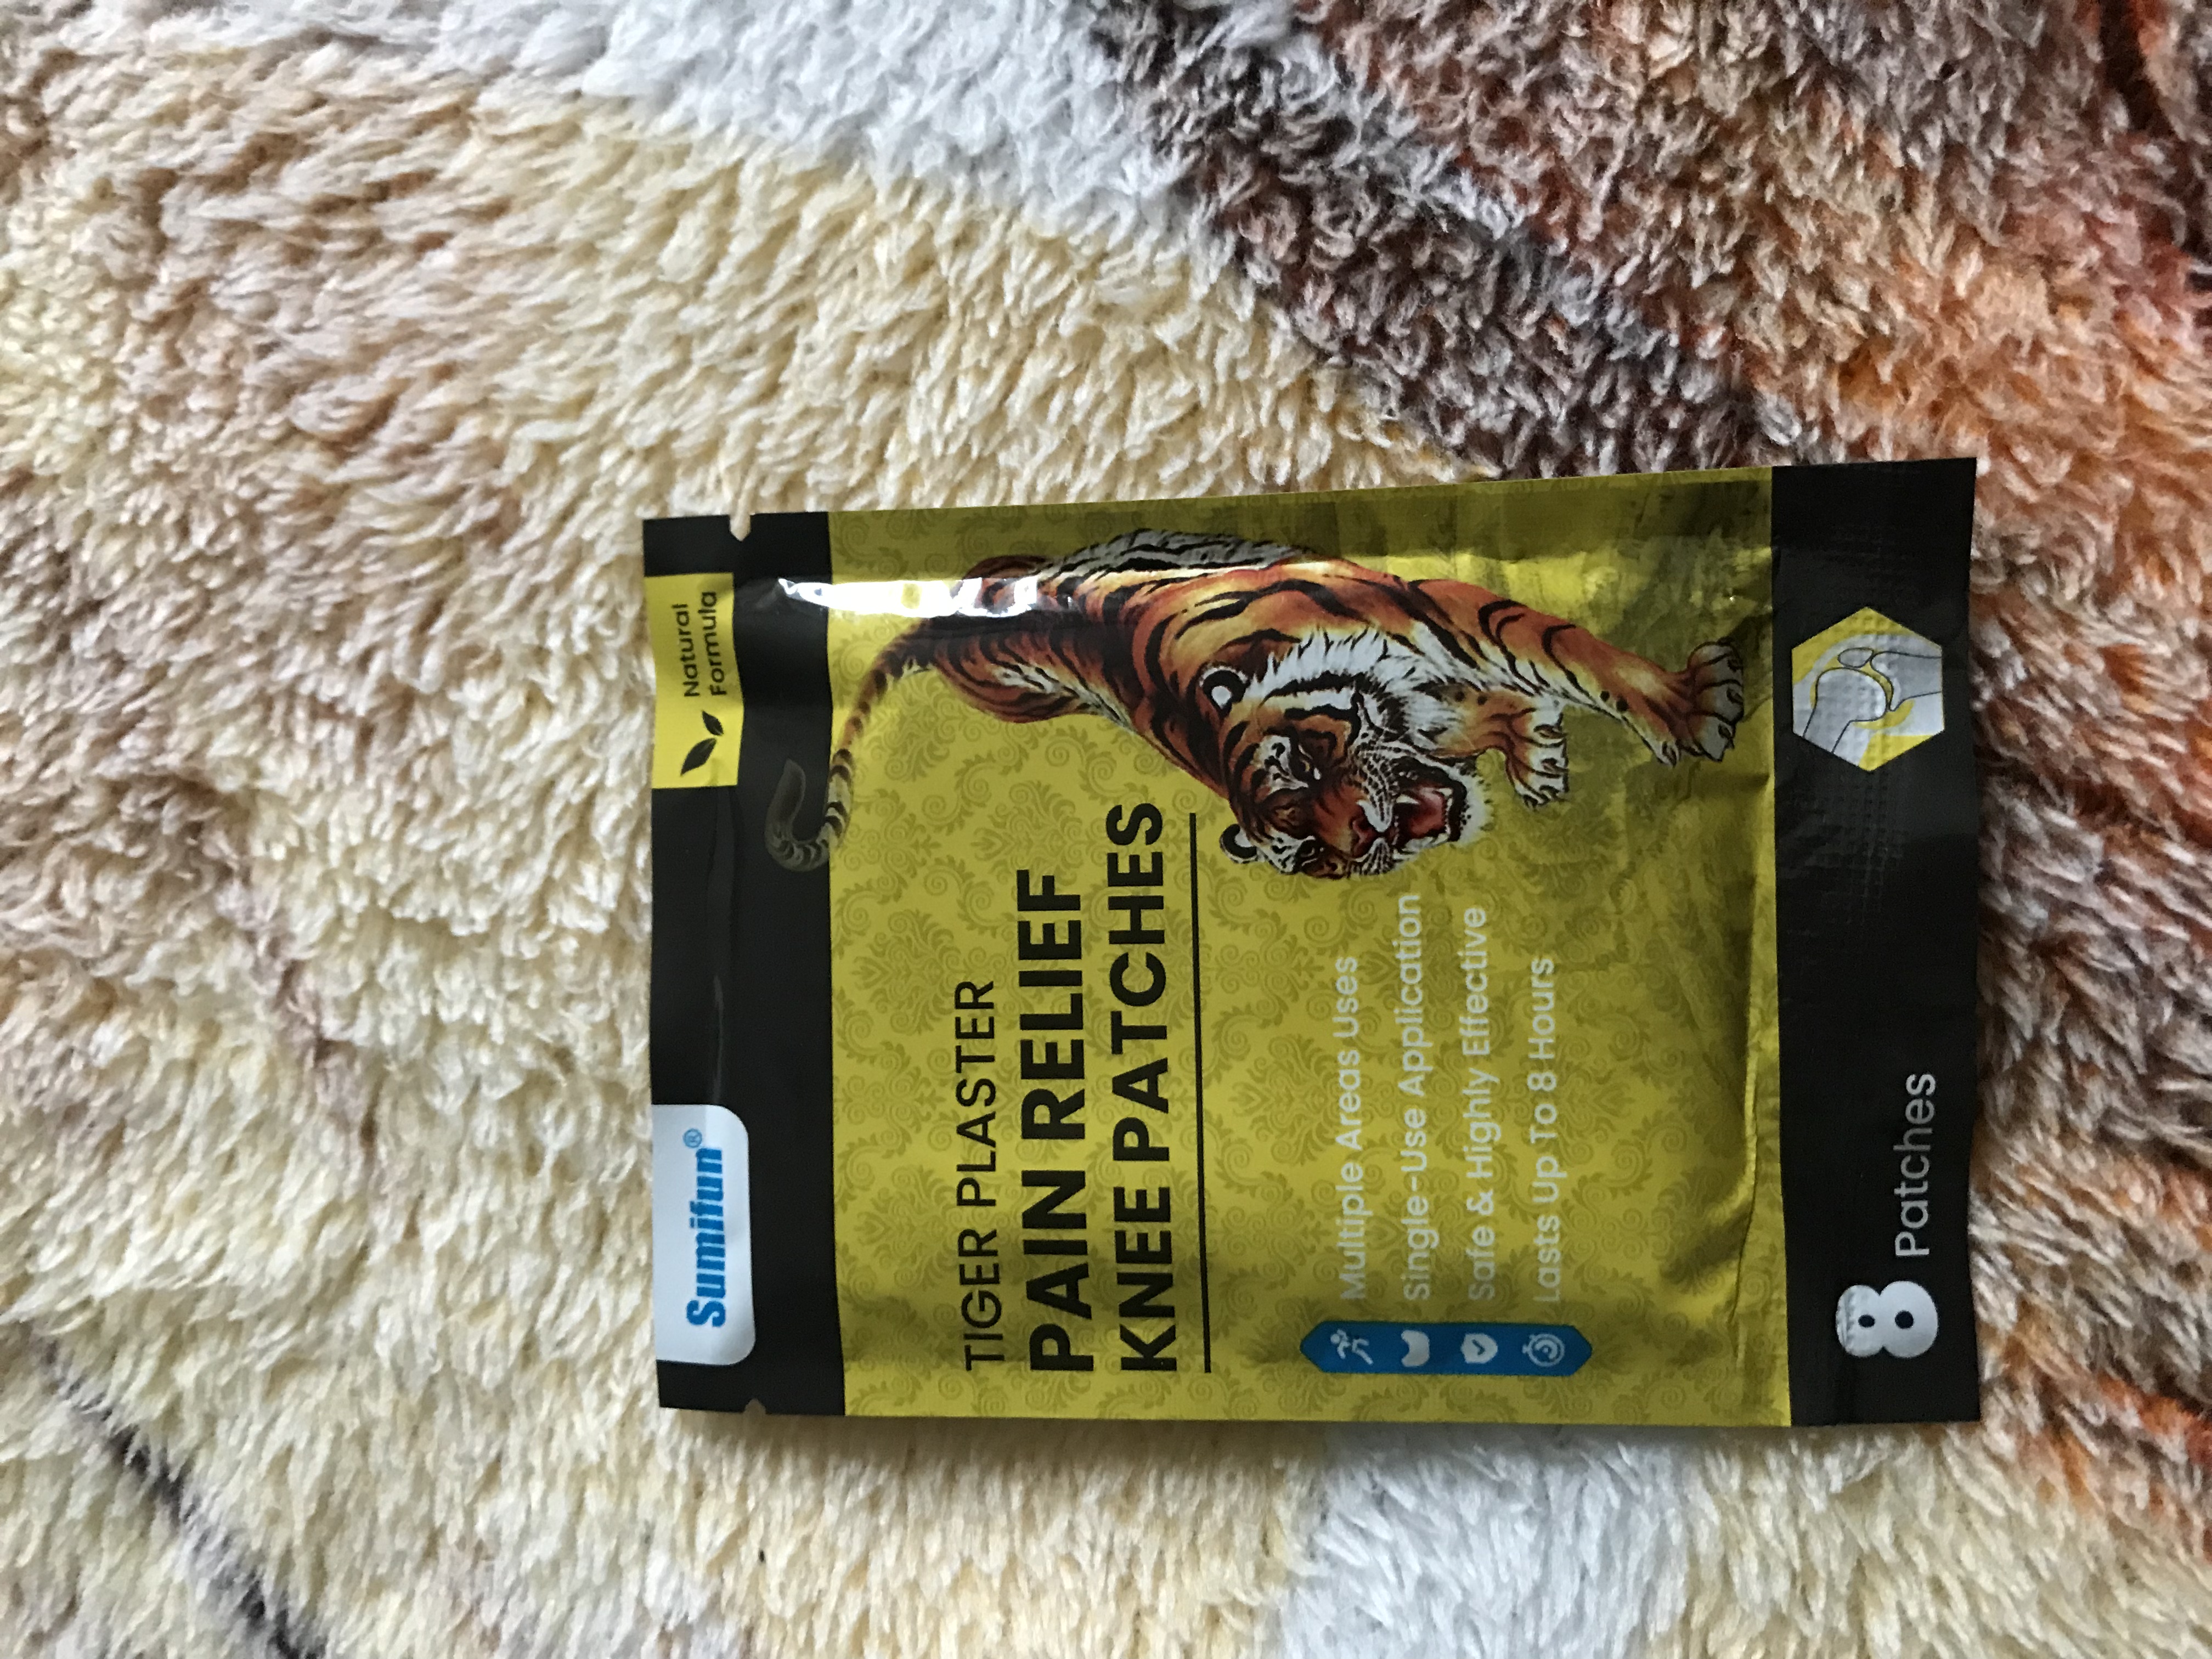 Sumifun®
Natural
Formula
TIGER PLASTER
PAIN RELIEF
KNEE PATCHES
Multiple Areas Uses
Single-Use Application
Safe & Highly Effective
Lasts Up To 8 Hours
8 Patches